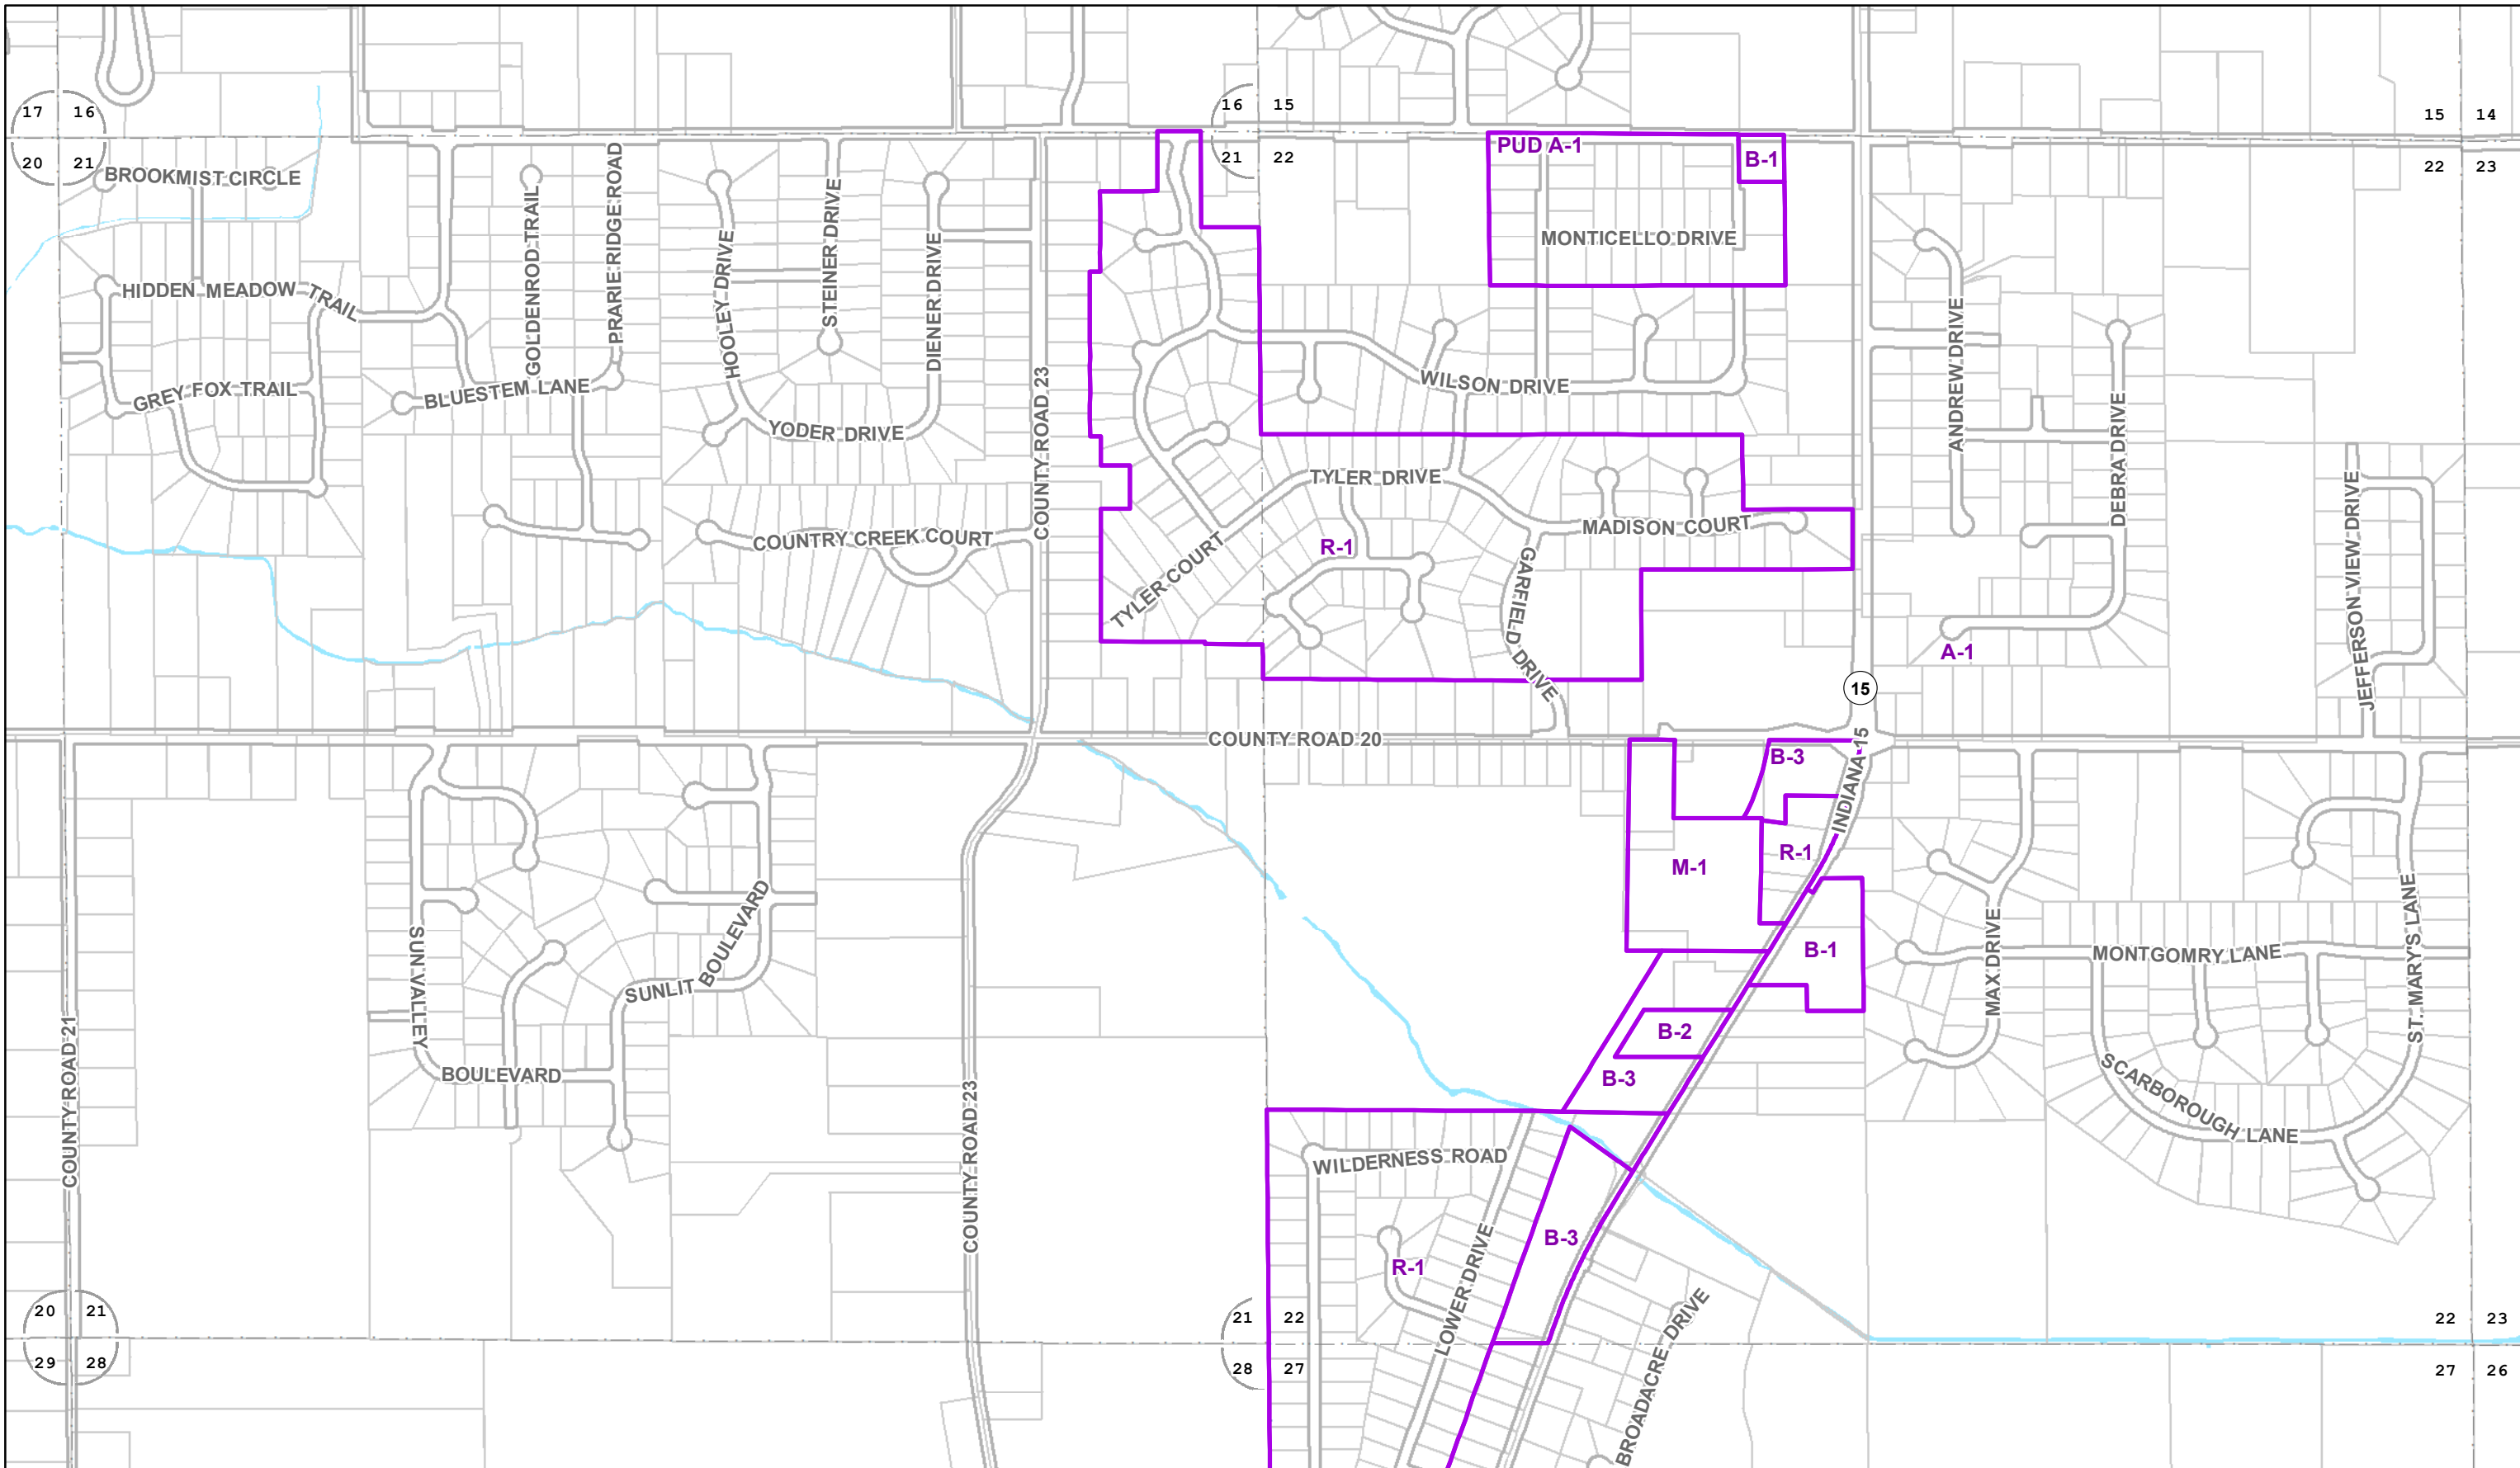 17 16
20 21
16 15
21 22
15 14
22 23
PUD A-1
B-1
BROOKMIST CIRCLE
GOLDENROD TRAIL
PRARIE RIDGE ROAD
HOOLEY DRIVE
STEINER DRIVE
DIENER DRIVE
MONTICELLO DRIVE
HIDDEN MEADOW TRAIL
GREY FOX TRAIL
BLUESTEM LANE
YODER DRIVE
COUNTY ROAD 23
WILSON DRIVE
ANDREW DRIVE
DEBRA DRIVE
TYLER DRIVE
MADISON COURT
COUNTRY CREEK COURT
R-1
TYLER COURT
GARFIELD DRIVE
JEFFERSON VIEW DRIVE
A-1
15
COUNTY ROAD 20
INDIANA 15
B-3
R-1
M-1
B-1
SUN VALLEY
BOULEVARD
SUNLIT BOULEVARD
COUNTY ROAD 21
COUNTY ROAD 23
MAX DRIVE
MONTGOMRY LANE
ST. MARY'S LANE
SCARBOROUGH LANE
B-2
B-3
WILDERNESS ROAD
B-3
R-1
LOWER DRIVE
BROADACRE DRIVE
20 21
29 28
21 22
28 27
22 23
27 26